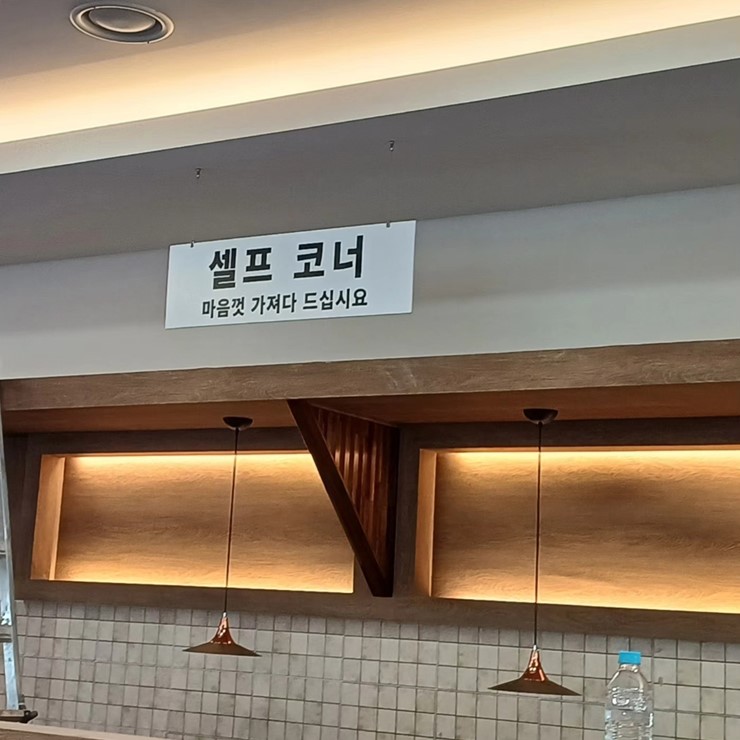 셀프 코너
마음껏 가져다 드십시요